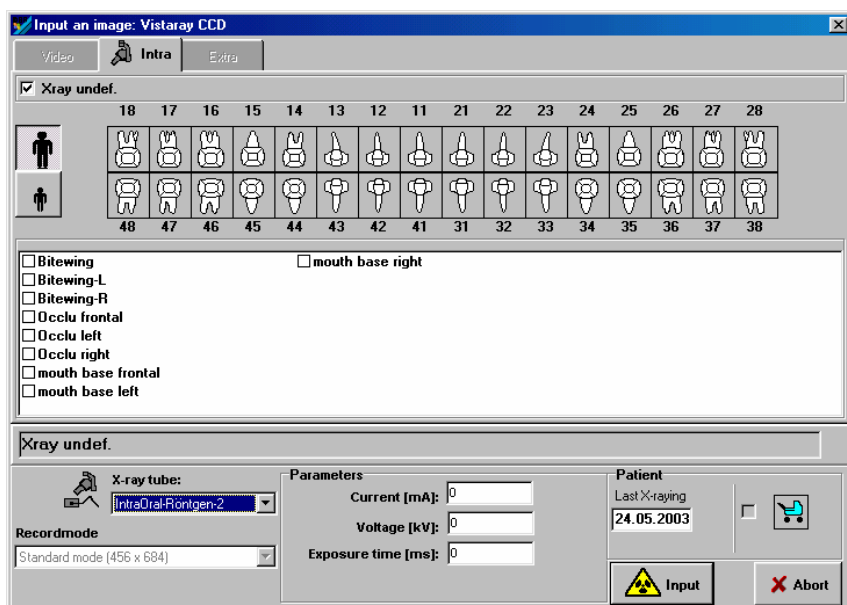 Input an image: Vistaray CCD
Video Intra Extra
Xray undef.
18 17 16 15 14 13 12 11 21 22 23 24 25 26 27 28
48 47 46 45 44 43 42 41 31 32 33 34 35 36 37 38
Bitewing mouth base right
Bitewing-L
Bitewing-R
Occlu frontal
Occlu left
Occlu right
mouth base frontal
mouth base left
Xray undef.
X-ray tube:
IntraOral-Röntgen-2
Recordmode
Standard mode (456 x 684)
Parameters
Current [mA]: 0
Voltage [kV]: 0
Exposure time [ms]: 0
Patient
Last X-raying
24.05.2003
Input Abort